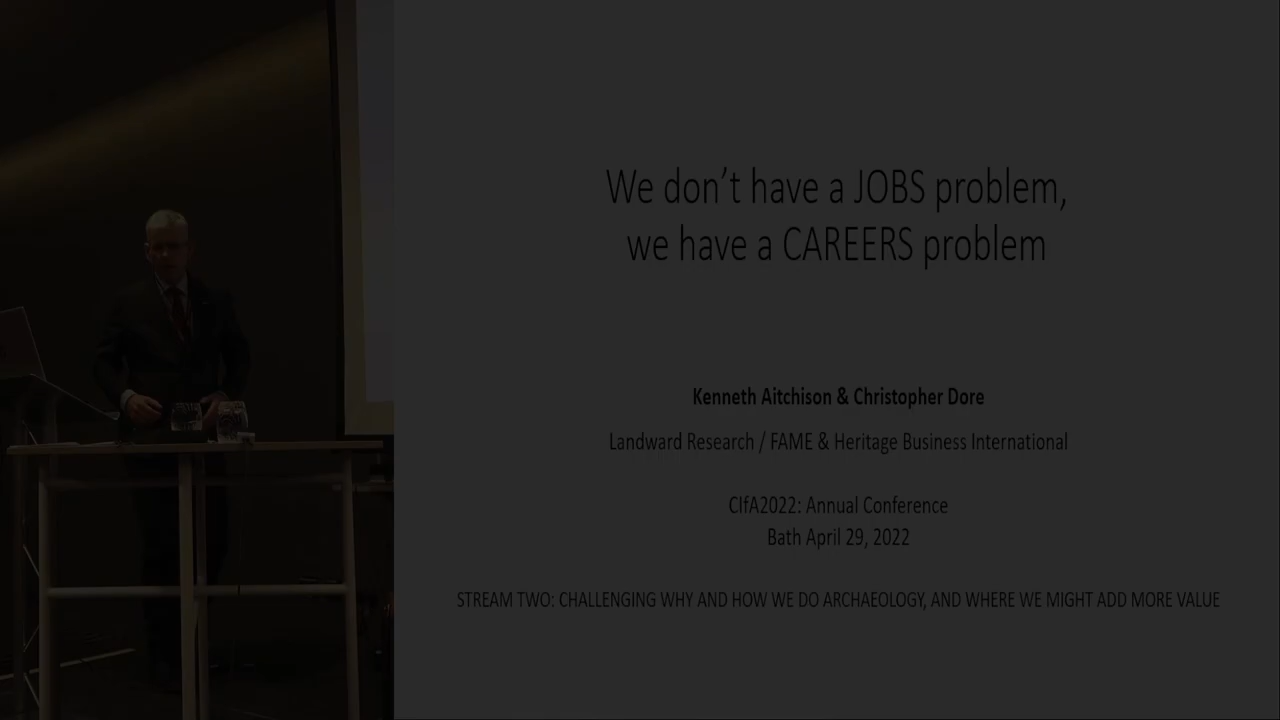 We don't have a JOBS problem,
we have a CAREERS problem
Kenneth Aitchison & Christopher Dore
Landward Research / FAME & Heritage Business International
CIfA2022: Annual Conference
Bath April 29, 2022
STREAM TWO: CHALLENGING WHY AND HOW WE DO ARCHAEOLOGY, AND WHERE WE MIGHT ADD MORE VALUE